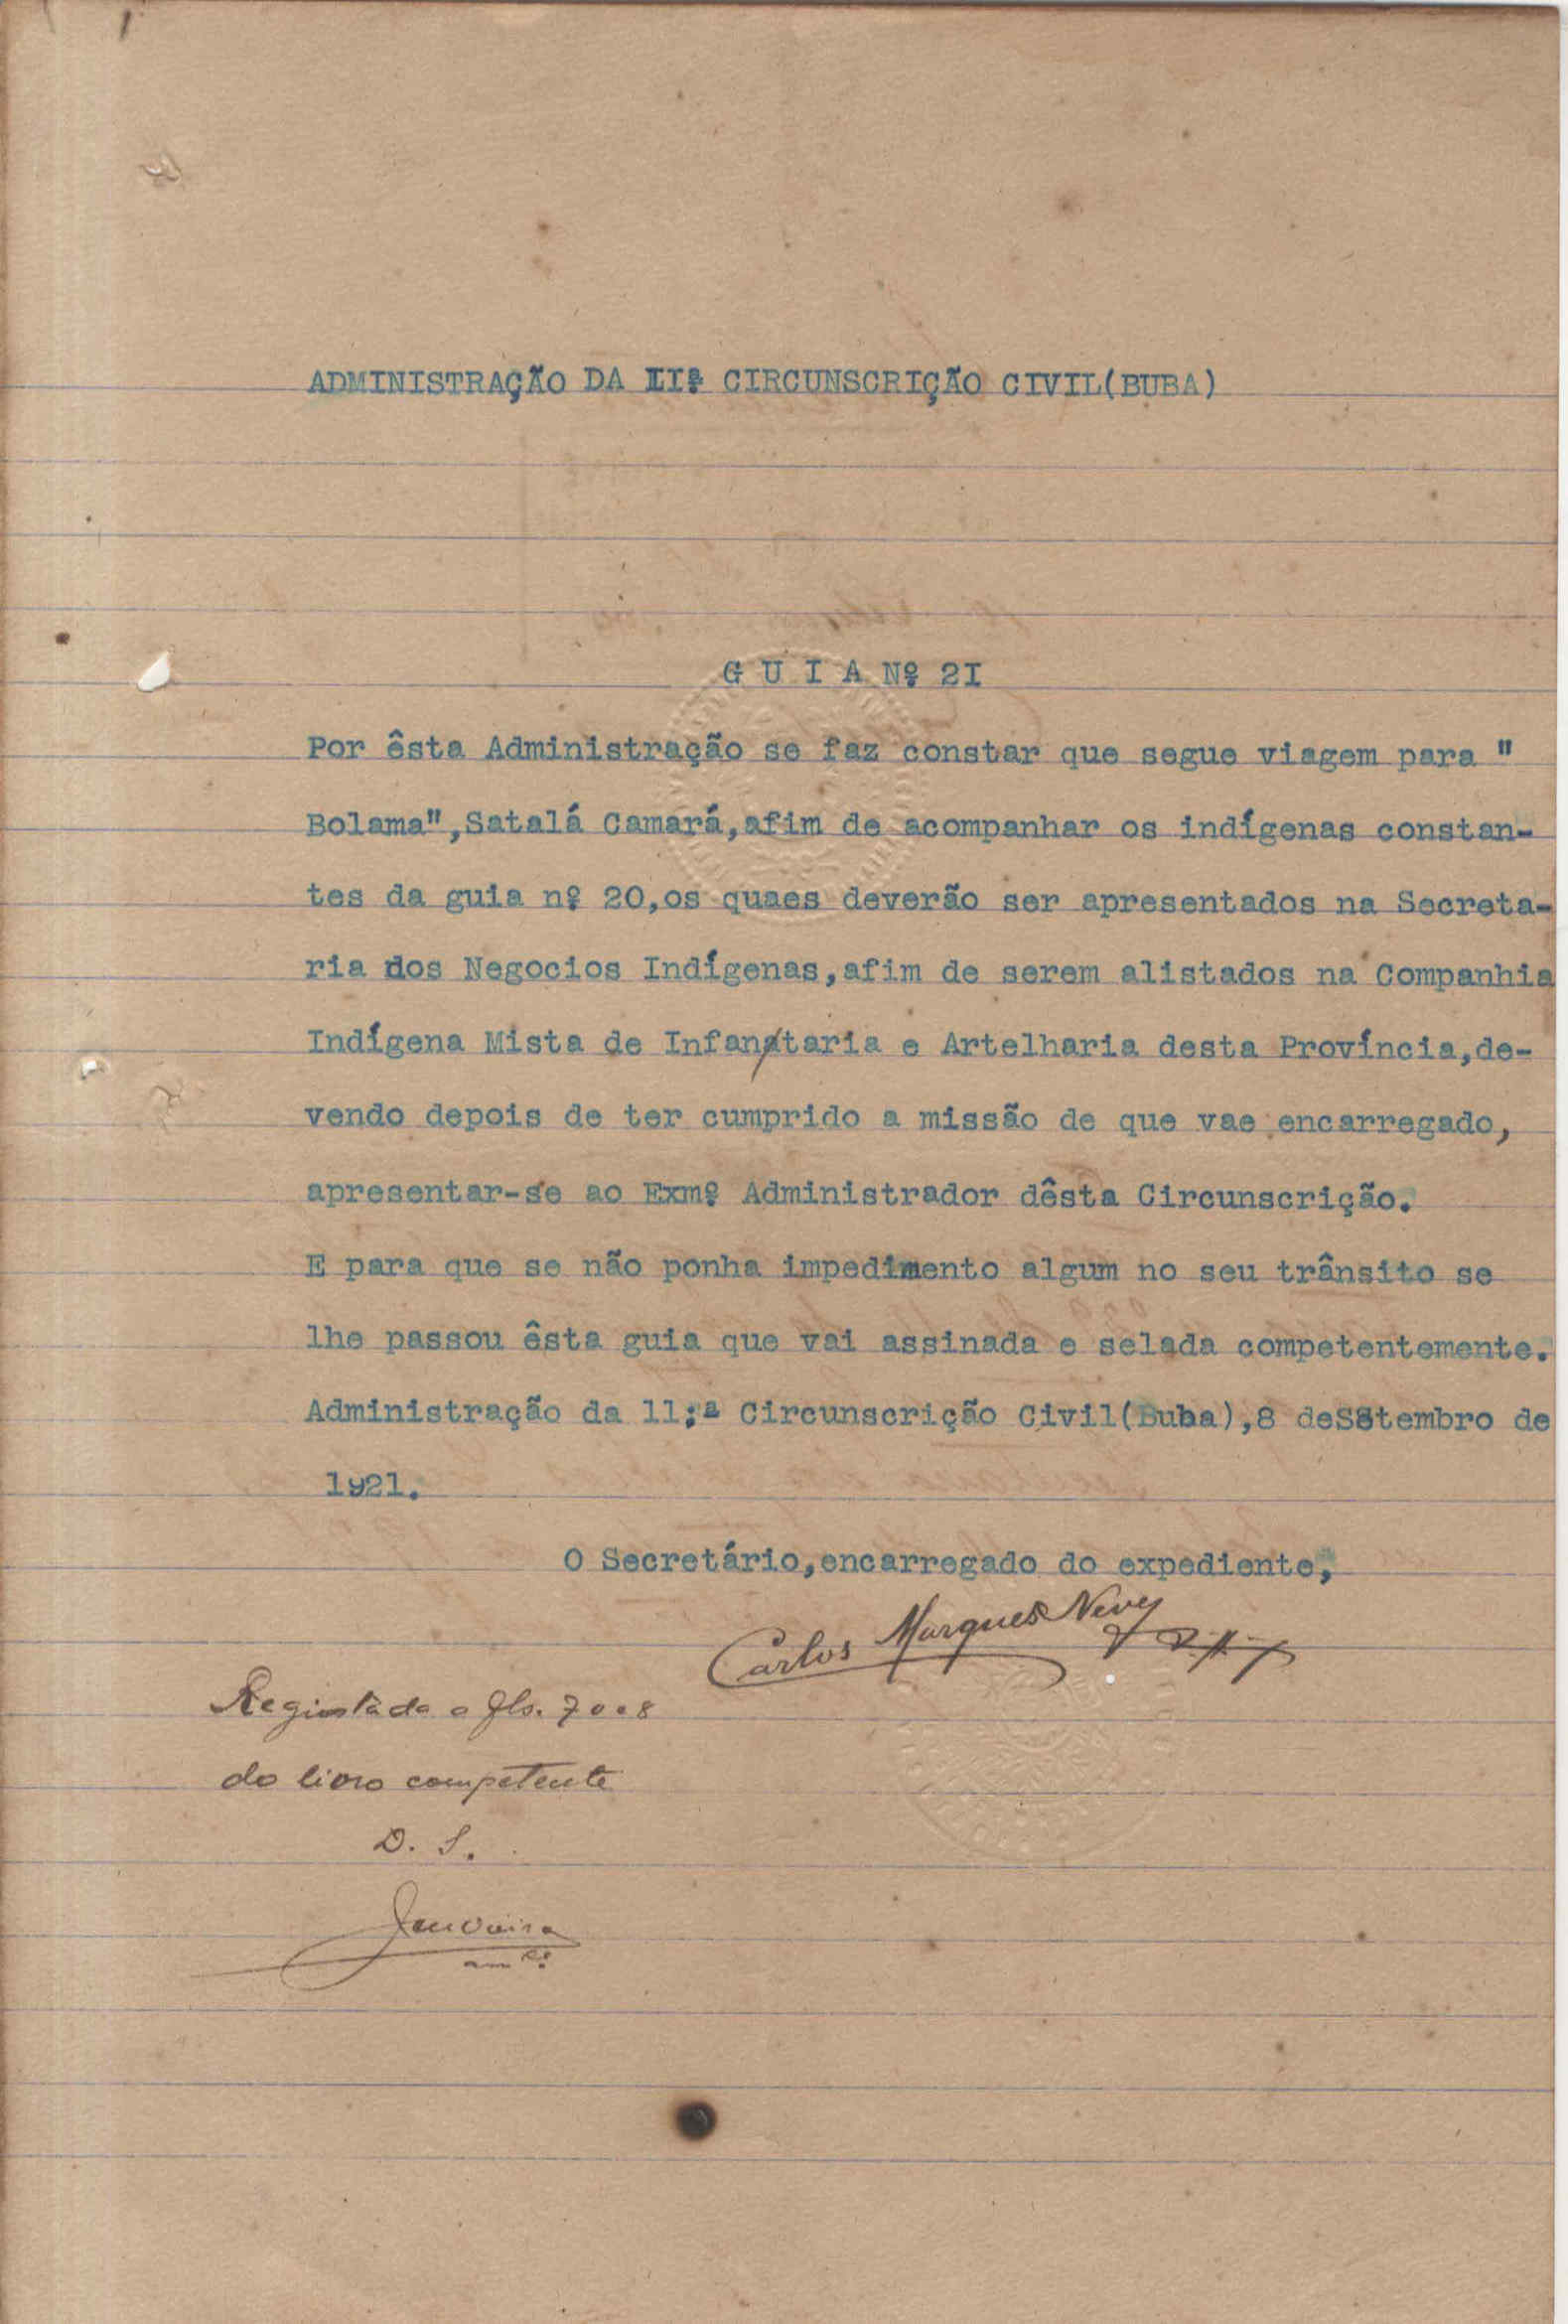 ADMINISTRAÇÃO DA IIª CIRCUNSCRIÇÃO CIVIL(BUBA)
G U I A Nº 2I
Por êsta Administração se faz constar que segue viagem para "
Bolama",Satalá Camará,afim de acompanhar os indígenas constan-
tes da guia nº 20,os quaes deverão ser apresentados na Secreta-
ria dos Negocios Indígenas,afim de serem alistados na Companhia
Indígena Mista de Infantaria e Artelharia desta Província,de-
vendo depois de ter cumprido a missão de que vae encarregado,
apresentar-se ao Exmº Administrador dêsta Circunscrição.
E para que se não ponha impedimento algum no seu trânsito se
lhe passou êsta guia que vai assinada e selada competentemente.
Administração da 11.ª Circunscrição Civil(Buba),8 deSStembro de
1921.
O Secretário,encarregado do expediente,
Carlos Marques Neves
Registada a fls. 7 e 8
do livro competente
D. S.